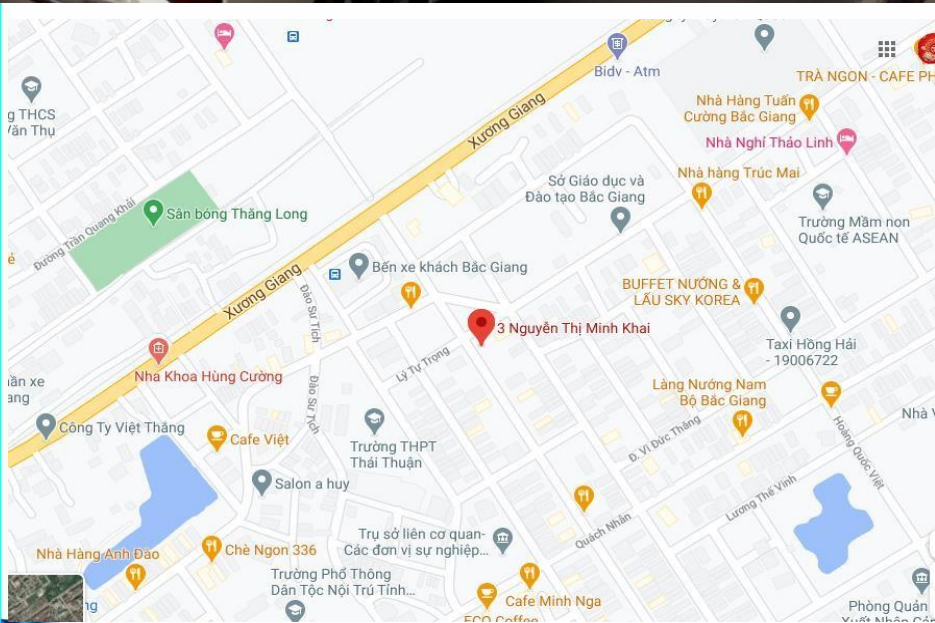 Bidv - Atm
TRÀ NGON - CAFE PH
g THCS
Văn Thụ
Xương Giang
Nhà Hàng Tuấn
Cường Bắc Giang
Nhà Nghỉ Thảo Linh
Nhà hàng Trúc Mai
Sở Giáo dục và
Đào tạo Bắc Giang
Trường Mầm non
Quốc tế ASEAN
Đường Trần Quang Khải
Sân bóng Thăng Long
Bến xe khách Bắc Giang
Xương Giang
BUFFET NƯỚNG &
LẨU SKY KOREA
Đào Sư Tích
3 Nguyễn Thị Minh Khai
Taxi Hồng Hải
- 19006722
Lý Tự Trọng
Nha Khoa Hùng Cường
Làng Nướng Nam
Bộ Bắc Giang
Đào Sư Tích
Công Ty Việt Thắng
Cafe Việt
Trường THPT
Thái Thuận
Đ. Vi Đức Thăng
Hoàng Quốc Việt
Salon a huy
Lương Thế Vinh
Quách Nhân
Trụ sở liên cơ quan-
Các đơn vị sự nghiệp...
Nhà Hàng Anh Đào
Chè Ngon 336
Trường Phổ Thông
Dân Tộc Nội Trú Tỉnh...
Cafe Minh Nga
ECO Coffee
Phòng Quản